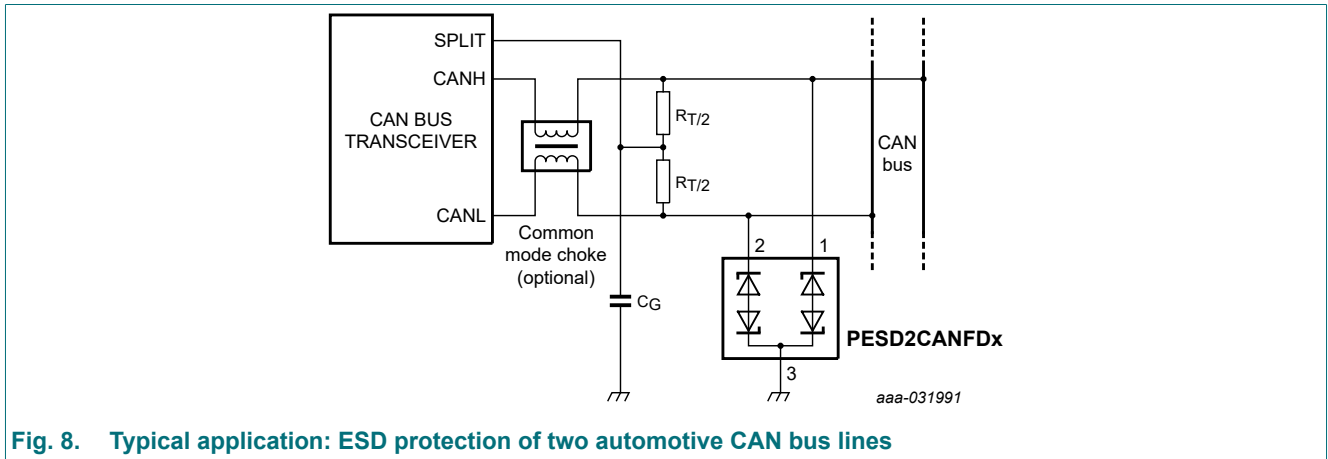 SPLIT
CANH
CAN BUS
TRANSCEIVER
CANL
Common
mode choke
(optional)
RT/2
RT/2
CG
CAN
bus
2
1
PESD2CANFDx
3
aaa-031991
Fig. 8. Typical application: ESD protection of two automotive CAN bus lines